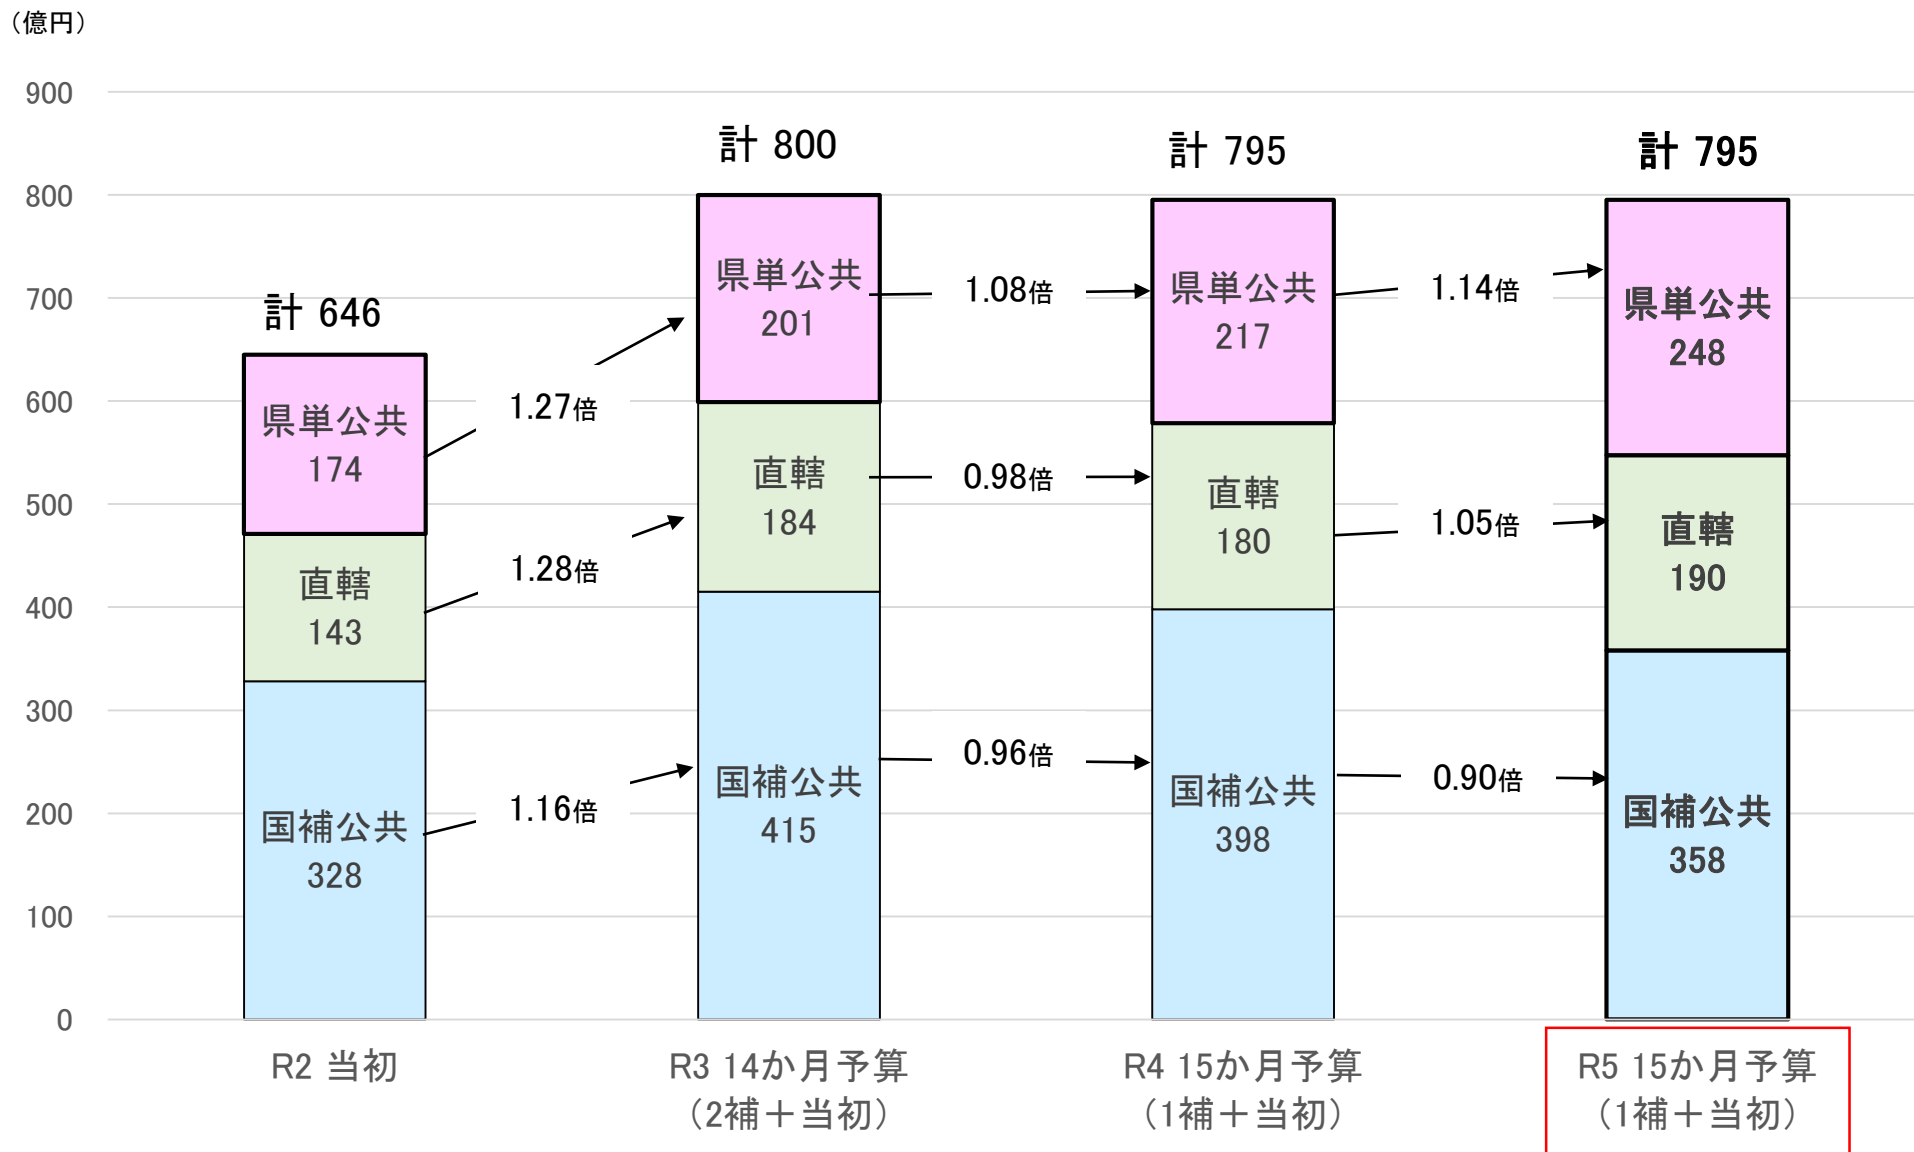 （億円）
900
800
700
600
500
400
300
200
100
0
計 646
県単公共
174
直轄
143
国補公共
328
1.27倍
1.28倍
1.16倍
計 800
県単公共
201
直轄
184
国補公共
415
1.08倍
0.98倍
0.96倍
計 795
県単公共
217
直轄
180
国補公共
398
1.14倍
1.05倍
0.90倍
計 795
県単公共
248
直轄
190
国補公共
358
R2 当初
R3 14か月予算
（2補＋当初）
R4 15か月予算
（1補＋当初）
R5 15か月予算
（1補＋当初）